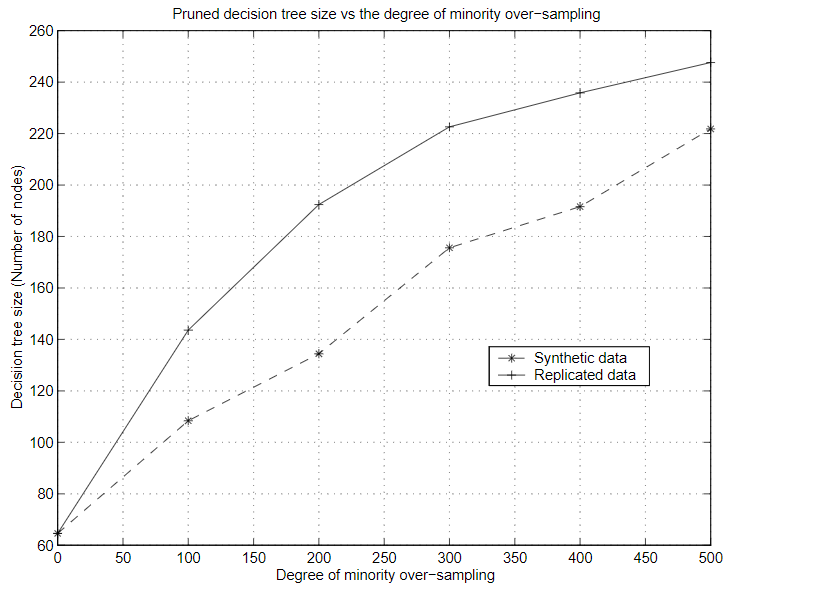 Pruned decision tree size vs the degree of minority over−sampling
260
240
220
200
180
160
140
120
100
80
60
Decisiion tree size (Number of nodes)
Synthetic data
Replicated data
0 50 100 150 200 250 300 350 400 450 500
Degree of minority over−sampling